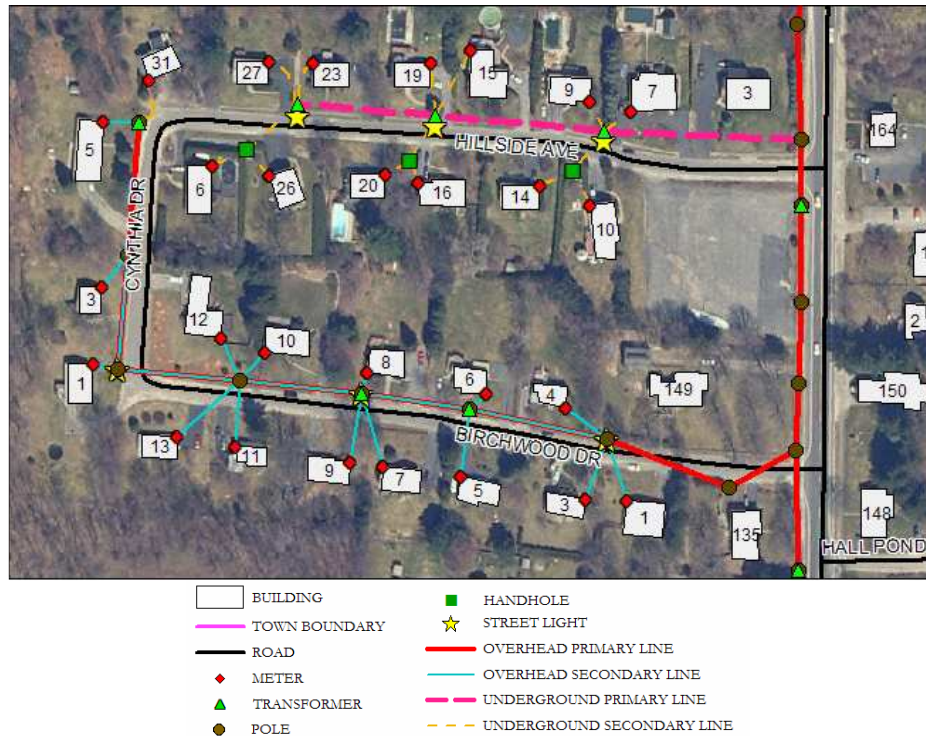 31
27
23
19
15
9
7
3
164
5
6
26
20
16
14
10
HILLSIDE AVE
CYNTHIA DR
3
12
10
1
8
6
4
149
150
2
1
13
11
9
7
5
3
1
BIRCHWOOD DR
135
148
HALL POND
BUILDING
TOWN BOUNDARY
ROAD
METER
TRANSFORMER
POLE
HANDHOLE
STREET LIGHT
OVERHEAD PRIMARY LINE
OVERHEAD SECONDARY LINE
UNDERGROUND PRIMARY LINE
UNDERGROUND SECONDARY LINE